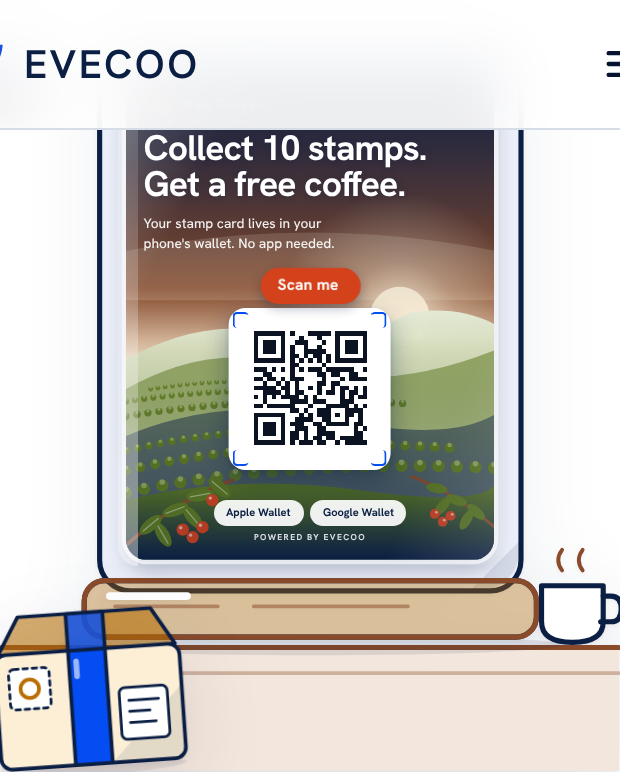 EVECOO
Collect 10 stamps.
Get a free coffee.
Your stamp card lives in your
phone's wallet. No app needed.
Scan me
Apple Wallet
Google Wallet
POWERED BY EVECOO